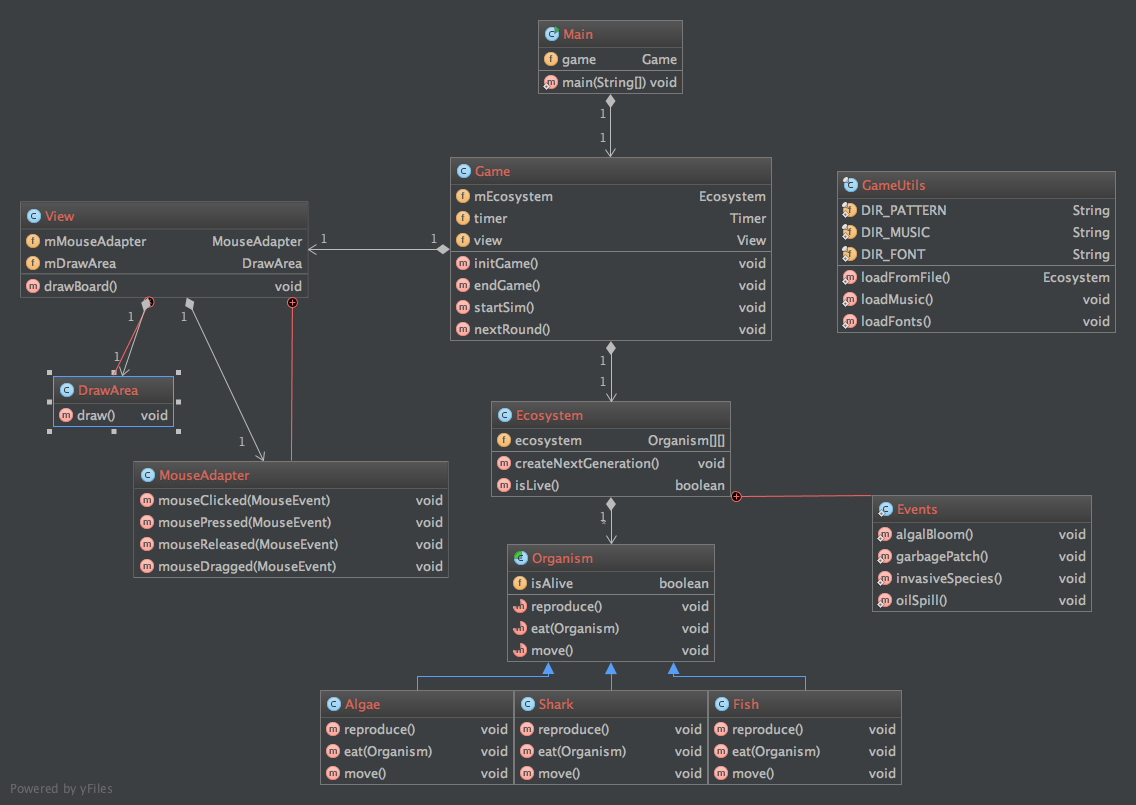 Main
game Game
main(String[]) void
1
1
Game
mEcosystem Ecosystem
timer Timer
view View
initGame() void
endGame() void
startSim() void
nextRound() void
GameUtils
DIR_PATTERN String
DIR_MUSIC String
DIR_FONT String
loadFromFile() Ecosystem
loadMusic() void
loadFonts() void
View
mMouseAdapter MouseAdapter
mDrawArea DrawArea
drawBoard() void
1 1
1 1
1
DrawArea
draw() void
1
MouseAdapter
mouseClicked(MouseEvent) void
mousePressed(MouseEvent) void
mouseReleased(MouseEvent) void
mouseDragged(MouseEvent) void
1
1
Ecosystem
ecosystem Organism[][]
createNextGeneration() void
isLive() boolean
1
Events
algalBloom() void
garbagePatch() void
invasiveSpecies() void
oilSpill() void
Organism
isAlive boolean
reproduce() void
eat(Organism) void
move() void
Algae
reproduce() void
eat(Organism) void
move() void
Shark
reproduce() void
eat(Organism) void
move() void
Fish
reproduce() void
eat(Organism) void
move() void
Powered by yFiles